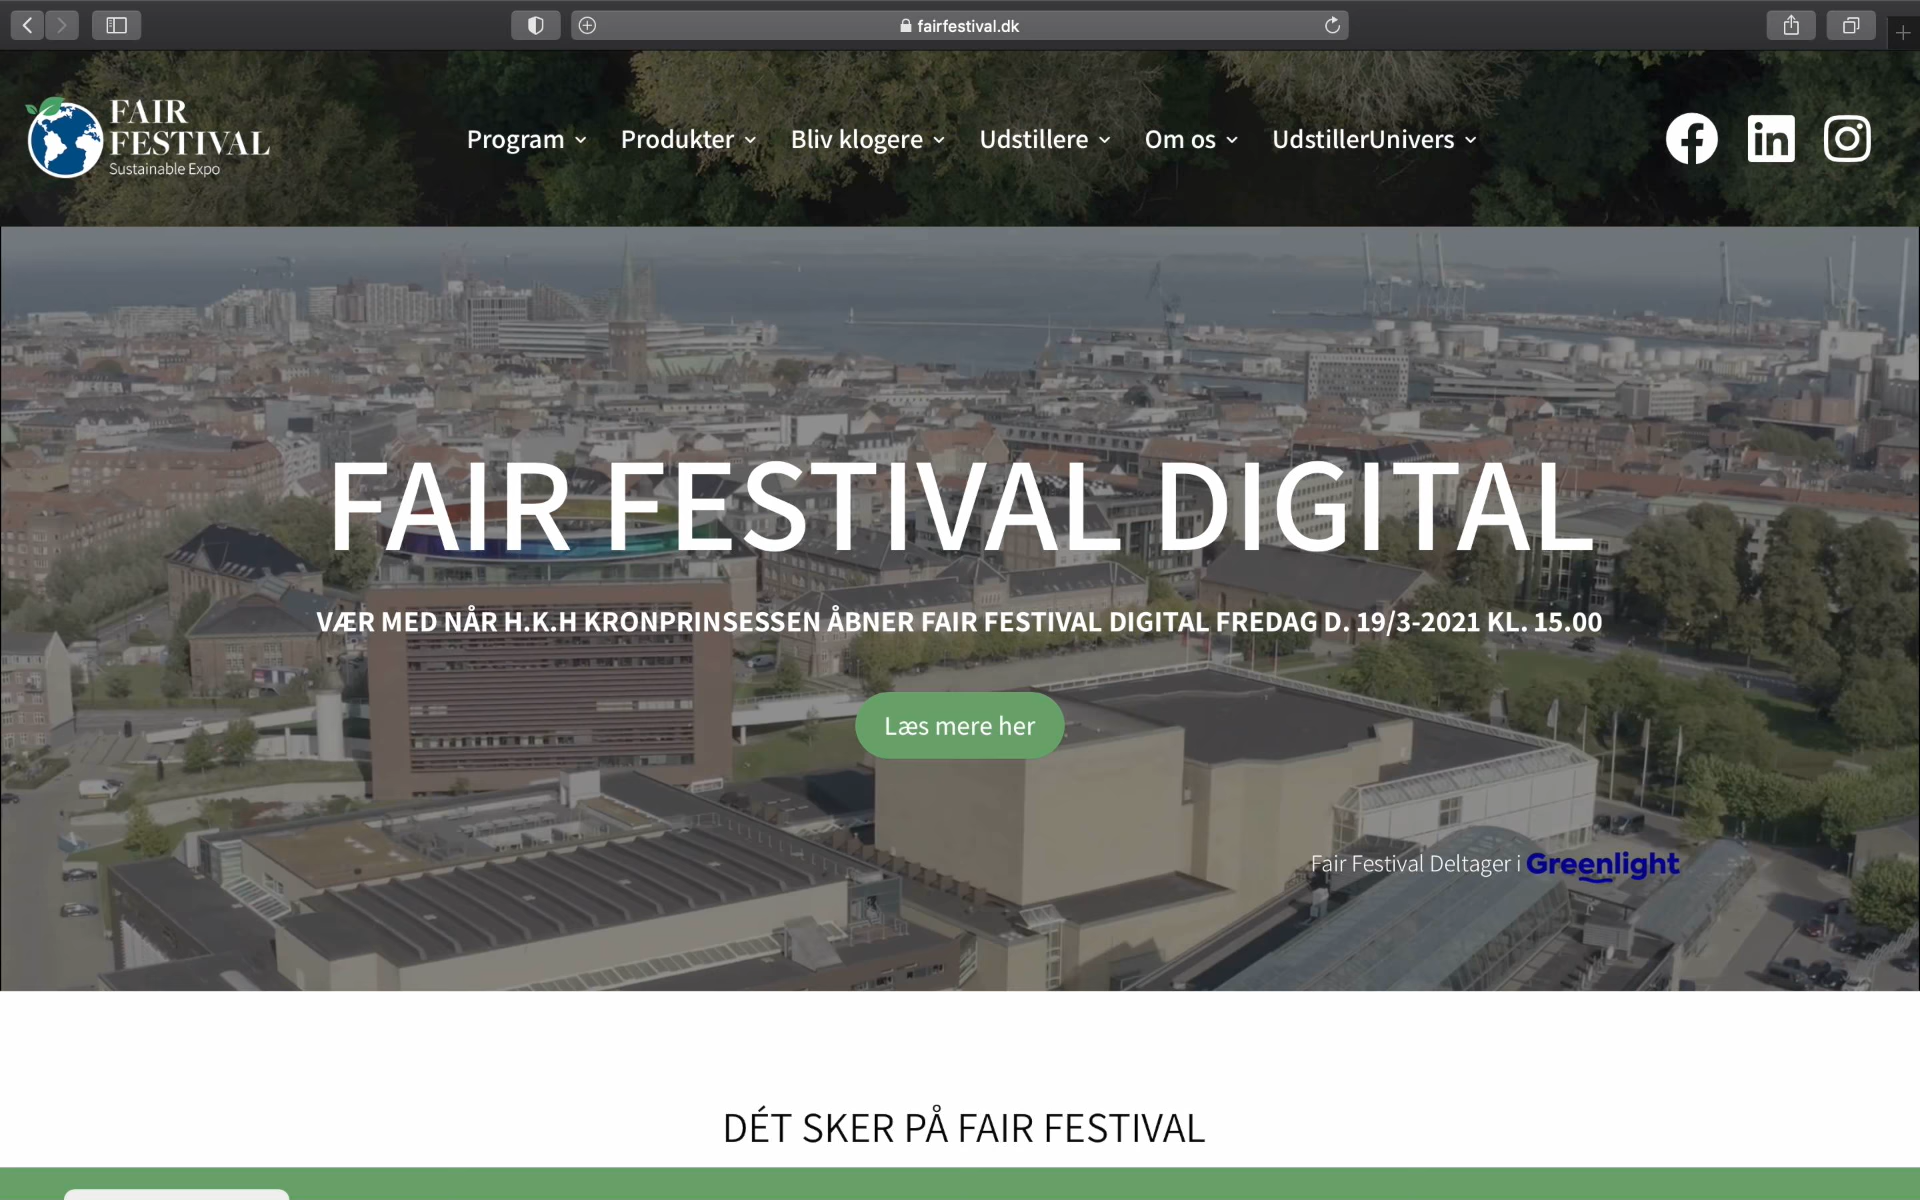 fairfestival.dk
FAIR
FESTIVAL
Sustainable Expo
Program
Produkter
Bliv klogere
Udstillere
Om os
UdstillerUnivers
FAIR FESTIVAL DIGITAL
VÆR MED NÅR H.K.H KRONPRINSESSEN ÅBNER FAIR FESTIVAL DIGITAL FREDAG D. 19/3-2021 KL. 15.00
Læs mere her
Fair Festival Deltager i Greenlight
DÉT SKER PÅ FAIR FESTIVAL